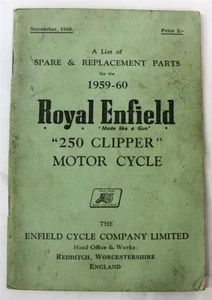 November, 1960. Price 2/-
A List of
SPARE & REPLACEMENT PARTS
for the
1959-60
Royal Enfield
'Made like a Gun'
"250 CLIPPER"
MOTOR CYCLE
THE
ENFIELD CYCLE COMPANY LIMITED
Head Office & Works:
REDDITCH, WORCESTERSHIRE
ENGLAND